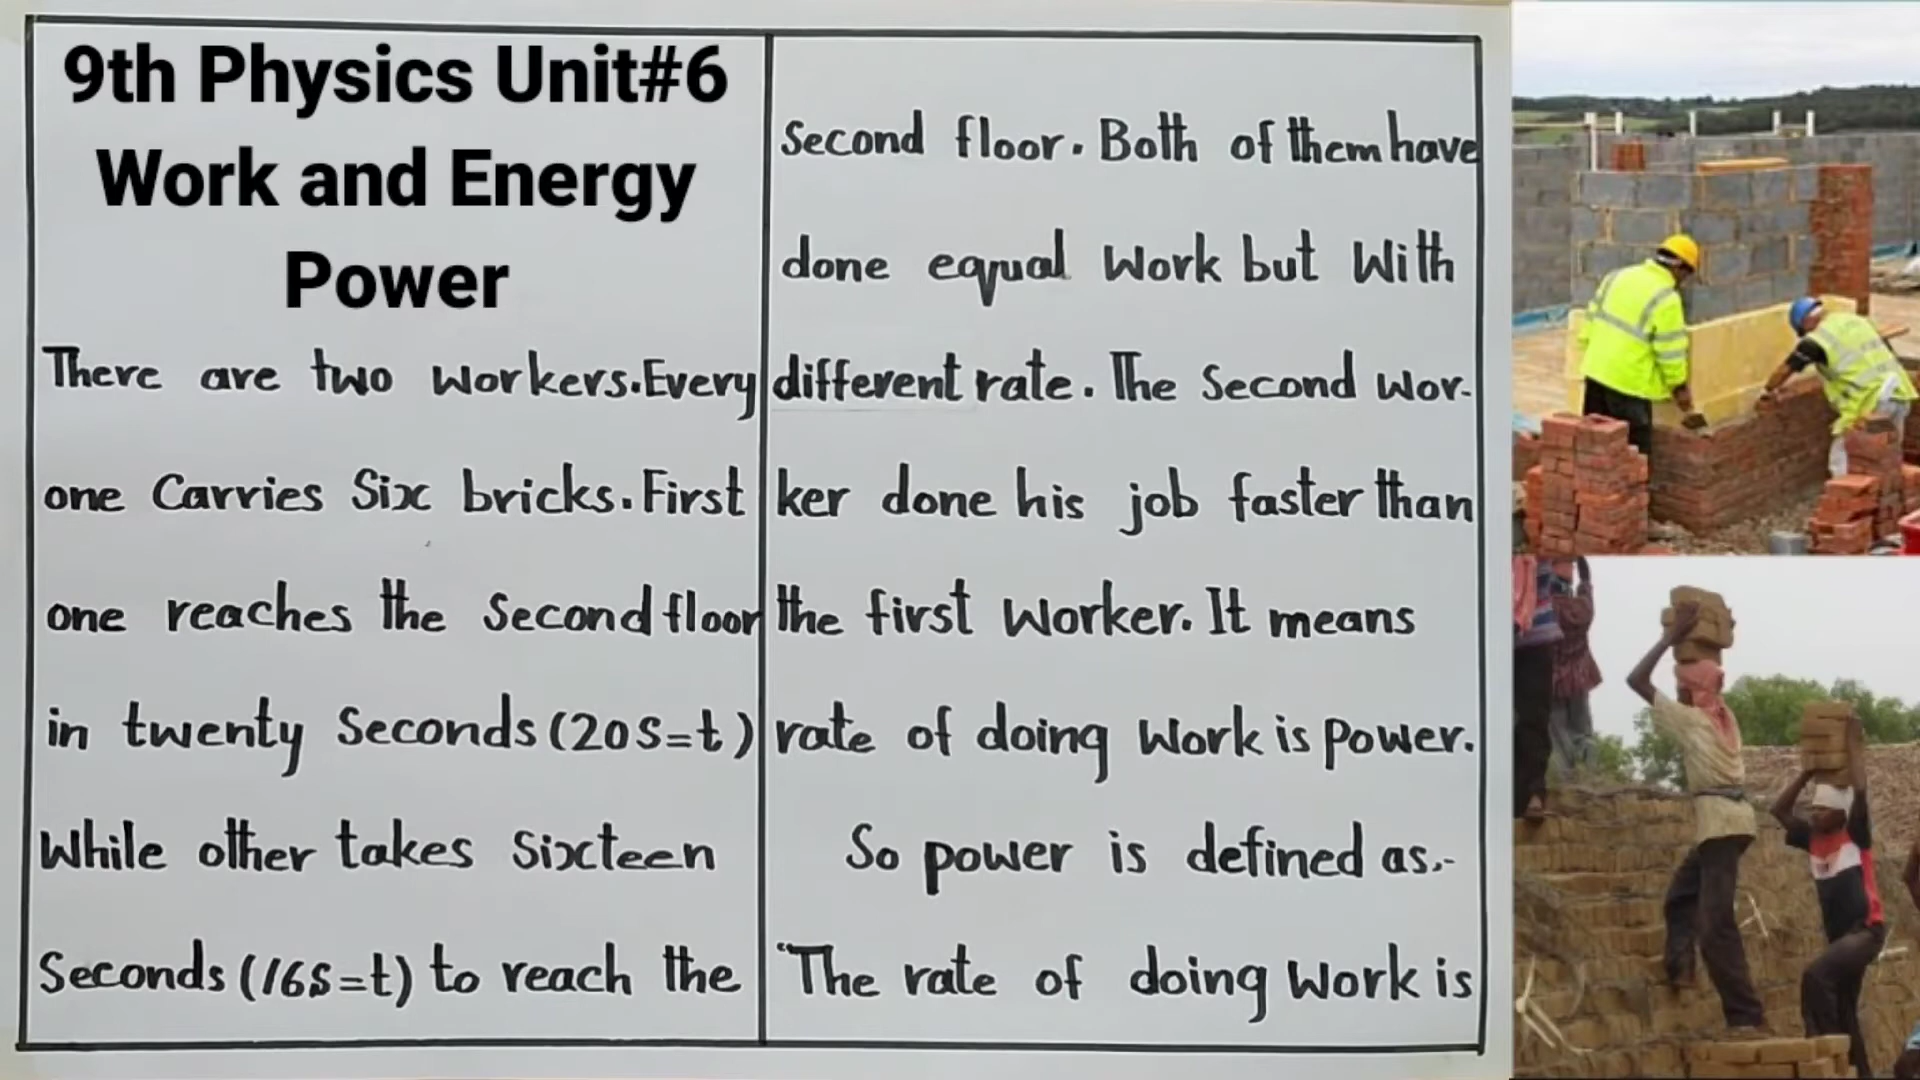 9th Physics Unit#6
Work and Energy
Power
There are two workers. Every
one Carries Six bricks. First
one reaches the Second floor
in twenty Seconds (20S=t)
While other takes Sixteen
Seconds (16S=t) to reach the
Second floor. Both of them have
done equal Work but With
different rate. The Second wor-
ker done his job faster than
the first Worker. It means
rate of doing Work is power.
So power is defined as.-
"The rate of doing Work is